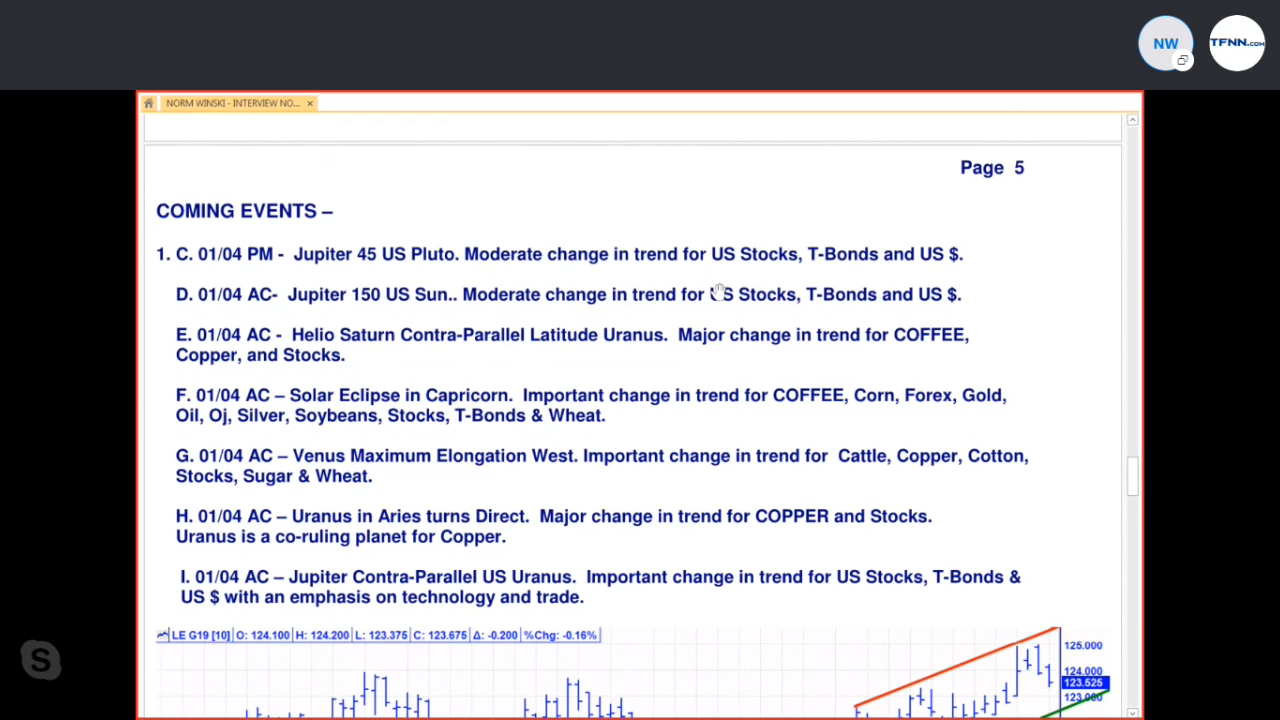 NW
TFNN.COM
NORM WINSKI - INTERVIEW NO... ×
Page 5
COMING EVENTS –
1. C. 01/04 PM - Jupiter 45 US Pluto. Moderate change in trend for US Stocks, T-Bonds and US $.
D. 01/04 AC- Jupiter 150 US Sun.. Moderate change in trend for US Stocks, T-Bonds and US $.
E. 01/04 AC - Helio Saturn Contra-Parallel Latitude Uranus. Major change in trend for COFFEE,
Copper, and Stocks.
F. 01/04 AC – Solar Eclipse in Capricorn. Important change in trend for COFFEE, Corn, Forex, Gold,
Oil, Oj, Silver, Soybeans, Stocks, T-Bonds & Wheat.
G. 01/04 AC – Venus Maximum Elongation West. Important change in trend for Cattle, Copper, Cotton,
Stocks, Sugar & Wheat.
H. 01/04 AC – Uranus in Aries turns Direct. Major change in trend for COPPER and Stocks.
Uranus is a co-ruling planet for Copper.
I. 01/04 AC – Jupiter Contra-Parallel US Uranus. Important change in trend for US Stocks, T-Bonds &
US $ with an emphasis on technology and trade.
LE G19 [10] O: 124.100 H: 124.200 L: 123.375 C: 123.675 Δ: -0.200 %Chg: -0.16%
125.000
124.000
123.525
123.000
S